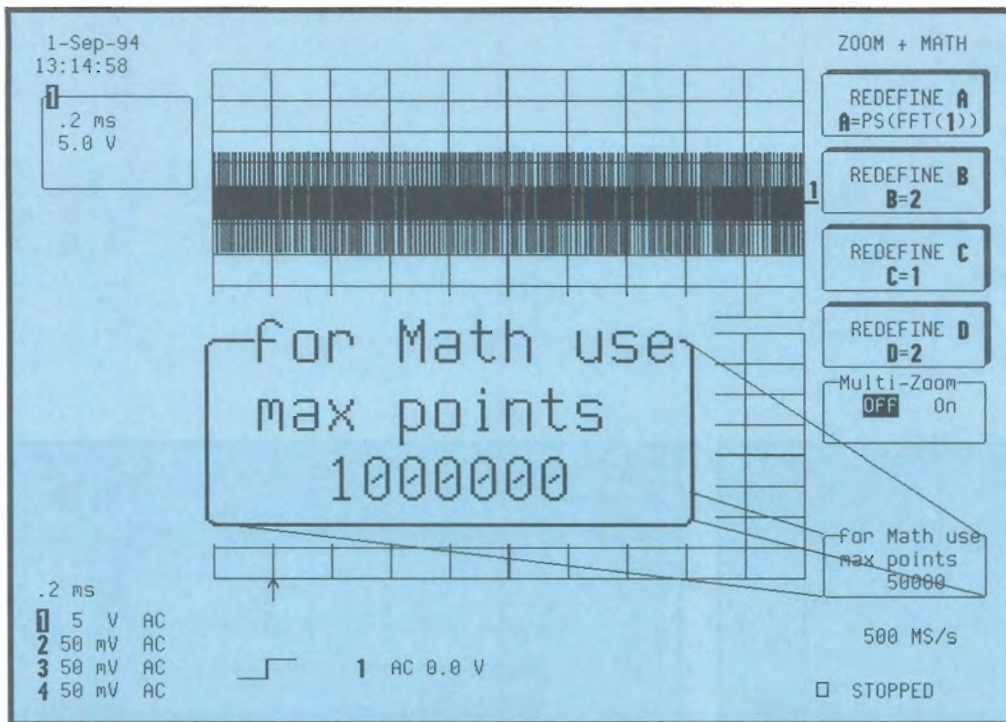 1-Sep-94
13:14:58
1
.2 ms
5.0 V
1
ZOOM + MATH
REDEFINE A
A=PS(FFT(1))
REDEFINE B
B=2
REDEFINE C
C=1
REDEFINE D
D=2
Multi-Zoom
OFF On
for Math use
max points
1000000
for Math use
max points
50000
.2 ms
1 5 V AC
2 50 mV AC
3 50 mV AC
4 50 mV AC
1 AC 0.0 V
500 MS/s
□ STOPPED